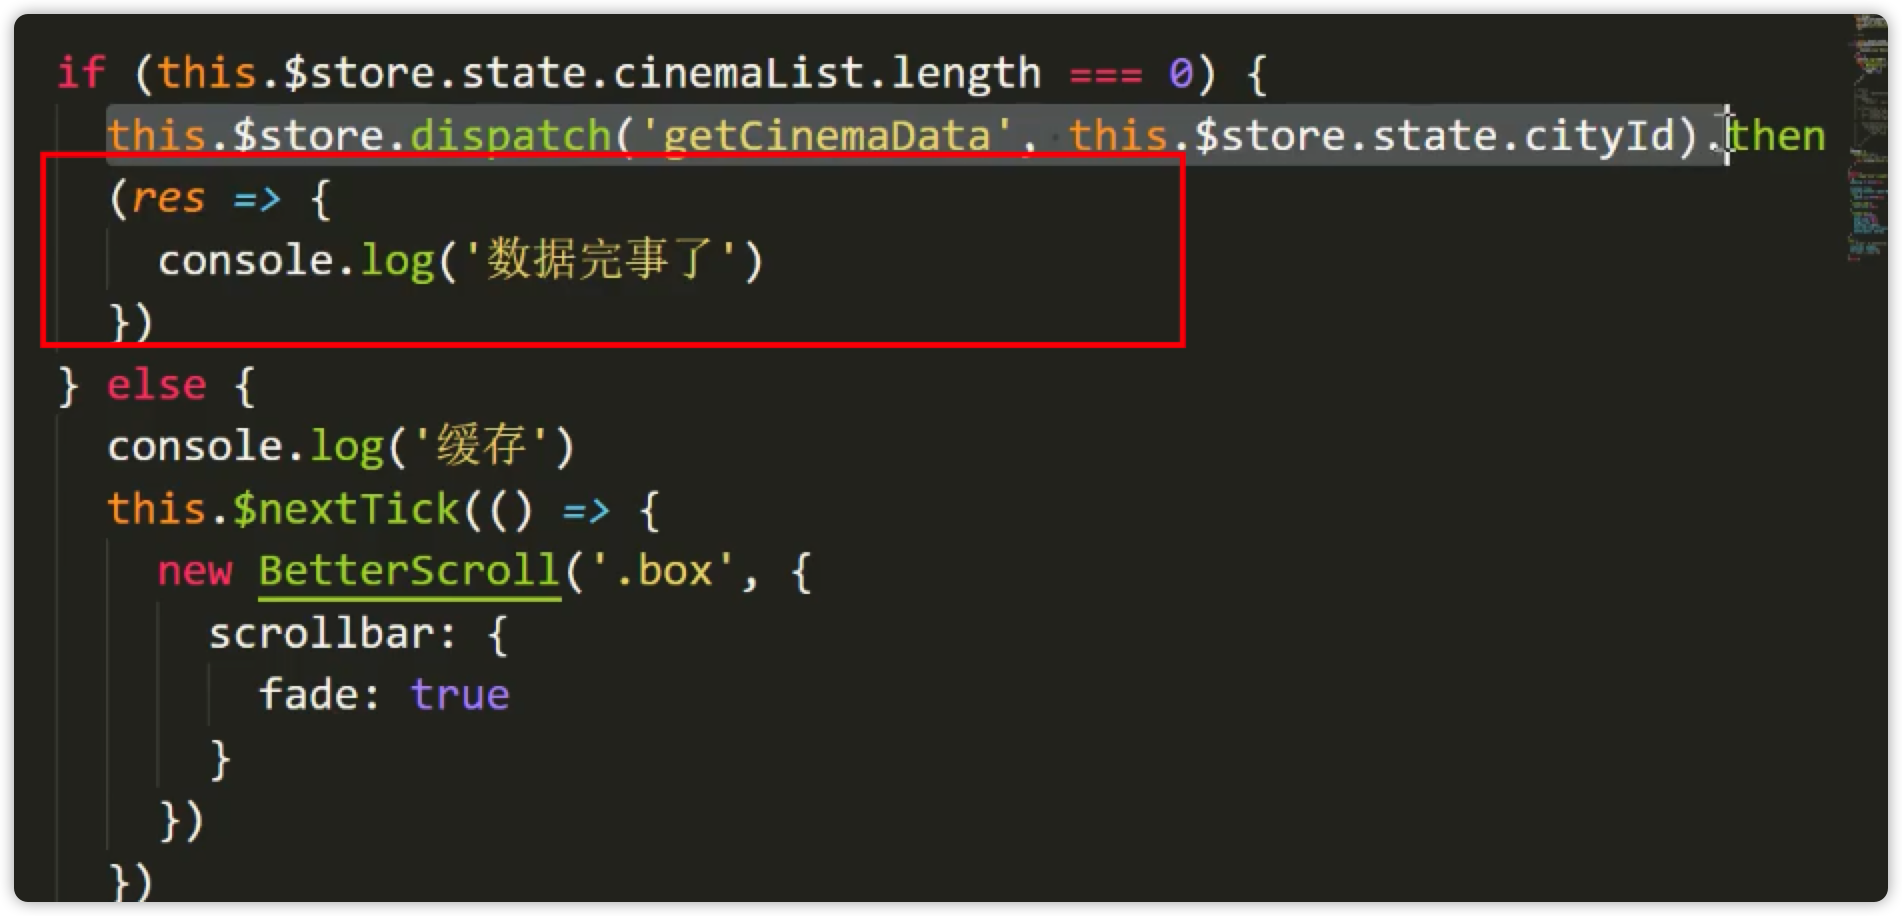 if (this.$store.state.cinemaList.length === 0) {
this.$store.dispatch('getCinemaData', this.$store.state.cityId).then
(res => {
console.log('数据完事了')
})
} else {
console.log('缓存')
this.$nextTick(() => {
new BetterScroll('.box', {
scrollbar: {
fade: true
}
})
})